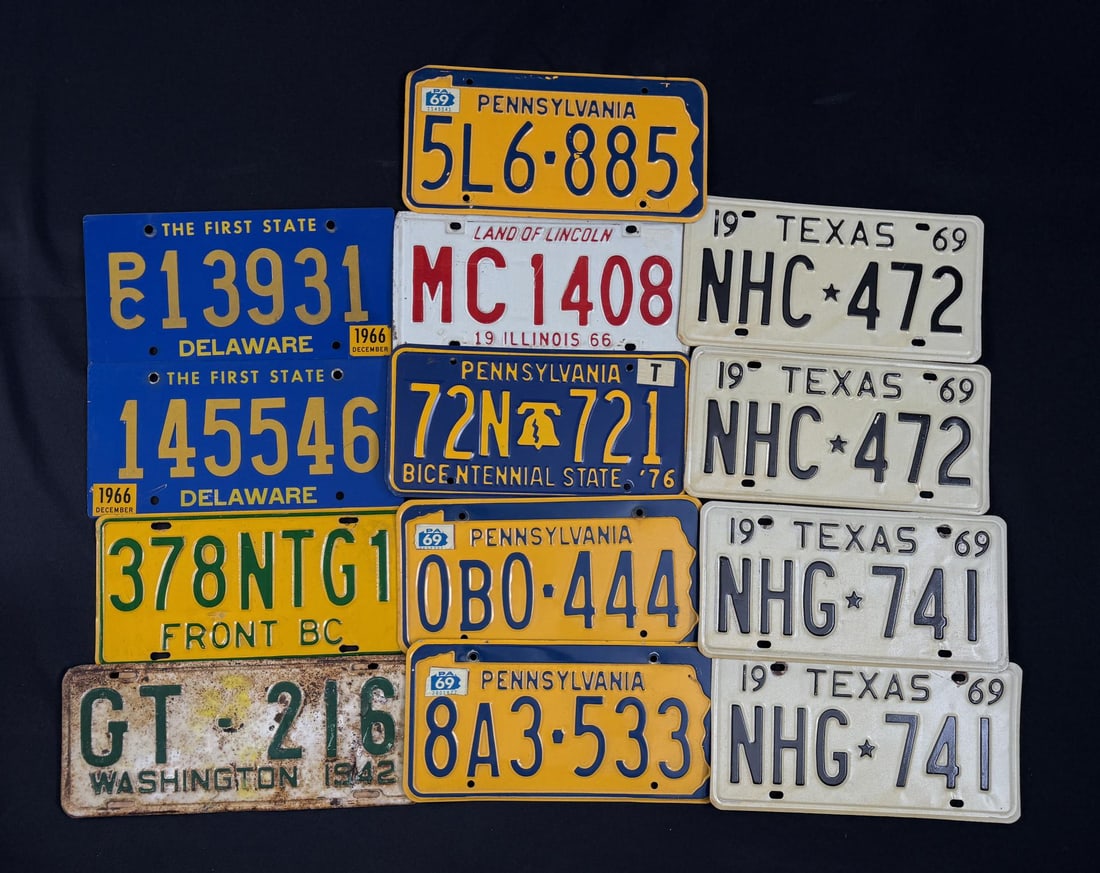 PA
69
PENNSYLVANIA
5L6-885
THE FIRST STATE
PC 13931
DELAWARE
1966
DECEMBER
THE FIRST STATE
145546
1966
DECEMBER
DELAWARE
378NTG1
FRONT BC
GT-216
WASHINGTON 1942
LAND OF LINCOLN
MC 1408
19 ILLINOIS 66
PENNSYLVANIA
T
72N 721
BICENTENNIAL STATE '76
PA
69
PENNSYLVANIA
0B0-444
PA
69
PENNSYLVANIA
8A3-533
19 TEXAS 69
NHC★472
19 TEXAS 69
NHC★472
19 TEXAS 69
NHG★741
19 TEXAS 69
NHG★741